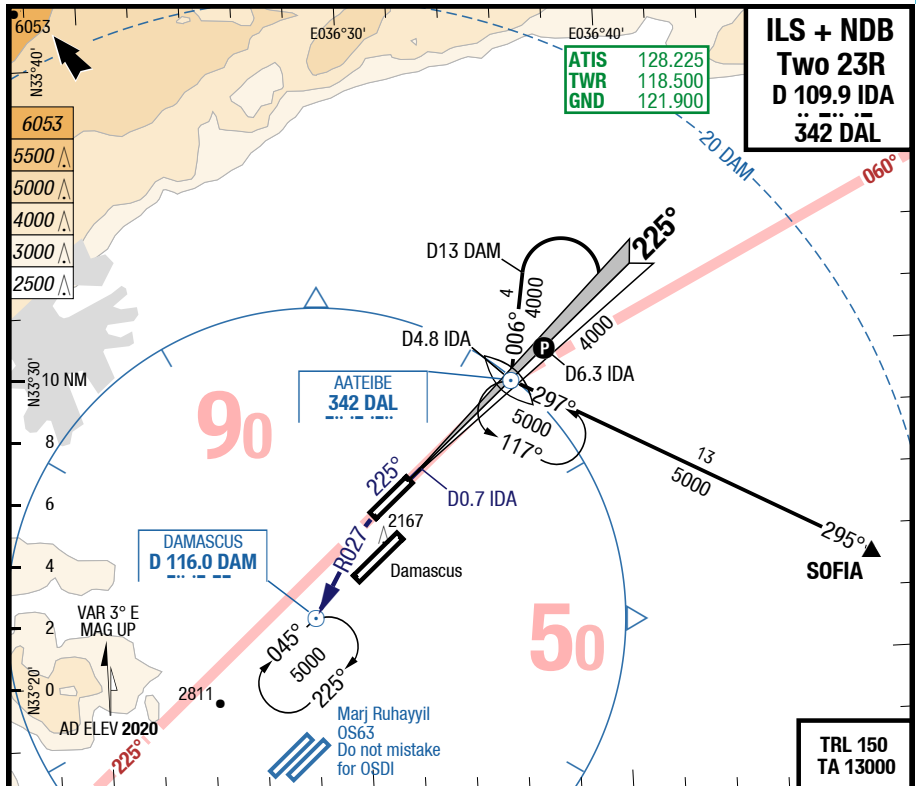 6053
E036°30'
E036°40'
N33°40'
ILS + NDB
Two 23R
D 109.9 IDA
342 DAL
ATIS 128.225
TWR 118.500
GND 121.900
6053
5500
5000
4000
3000
2500
20 DAM
060°
225°
D13 DAM
4
4000
006°
4000
D4.8 IDA
P
D6.3 IDA
N33°30'
10 NM
AATEIBE
342 DAL
297°
5000
117°
90
13
5000
8
225°
D0.7 IDA
6
2167
295°
SOFIA
DAMASCUS
D 116.0 DAM
R027
Damascus
4
VAR 3° E
MAG UP
2
50
045°
5000
225°
N33°20'
0
2811
AD ELEV 2020
225°
Marj Ruhayyil
OS63
Do not mistake
for OSDI
TRL 150
TA 13000